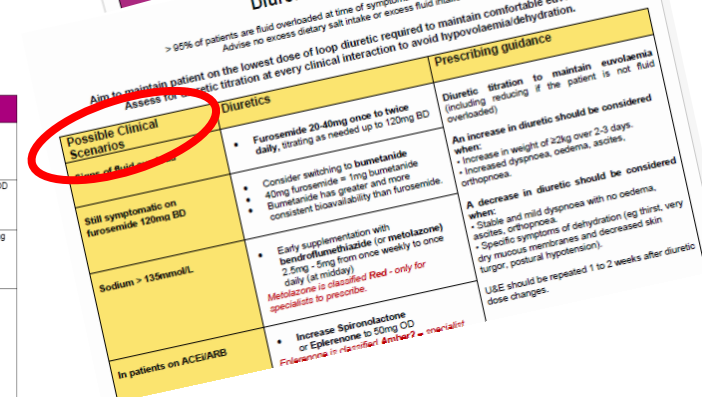 Diur
> 95% of patients are fluid overloaded at time of sympto
Advise no excess dietary salt intake or excess fluid inta
Aim to maintain patient on the lowest dose of loop diuretic required to maintain comfortable eu
Assess for diuretic titration at every clinical interaction to avoid hypovolaemia/dehydration.
Possible Clinical
Scenarios
Diuretics
Prescribing guidance
Signs of fluid
Furosemide 20-40mg once to twice
daily, titrating as needed up to 120mg BD
Still symptomatic on
furosemide 120mg BD
• Consider switching to bumetanide
• 40mg furosemide = 1mg bumetanide
• Bumetanide has greater and more
consistent bioavailability than furosemide.
Sodium > 135mmol/L
• Early supplementation with
bendroflumethiazide (or metolazone)
2.5mg - 5mg from once weekly to once
daily (at midday)
Metolazone is classified Red - only for
specialists to prescribe.
In patients on ACEi/ARB
• Increase Spironolactone
or Eplerenone to 50mg OD
Eplerenone is classified Amber2 – specialist
Diuretic titration to maintain euvolaemia
(including reducing if the patient is not fluid
overloaded)
An increase in diuretic should be considered
when:
• Increase in weight of ≥2kg over 2-3 days.
• Increased dyspnoea, oedema, ascites,
orthopnoea.
A decrease in diuretic should be considered
when:
• Stable and mild dyspnoea with no oedema,
ascites, orthopnoea.
• Specific symptoms of dehydration (eg thirst, very
dry mucous membranes and decreased skin
turgor, postural hypotension).
U&E should be repeated 1 to 2 weeks after diuretic
dose changes.
OD
g